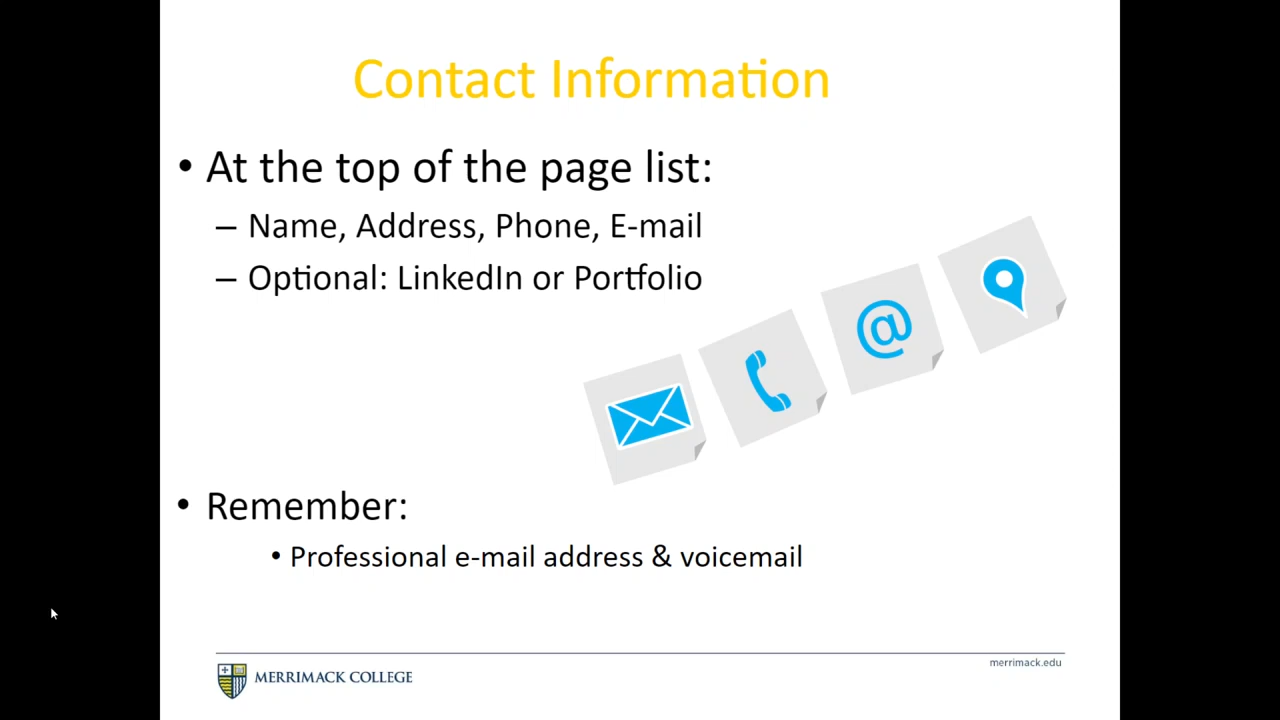 Contact Information
• At the top of the page list:
– Name, Address, Phone, E-mail
– Optional: LinkedIn or Portfolio
@
• Remember:
• Professional e-mail address & voicemail
merrimack.edu
MERRIMACK COLLEGE